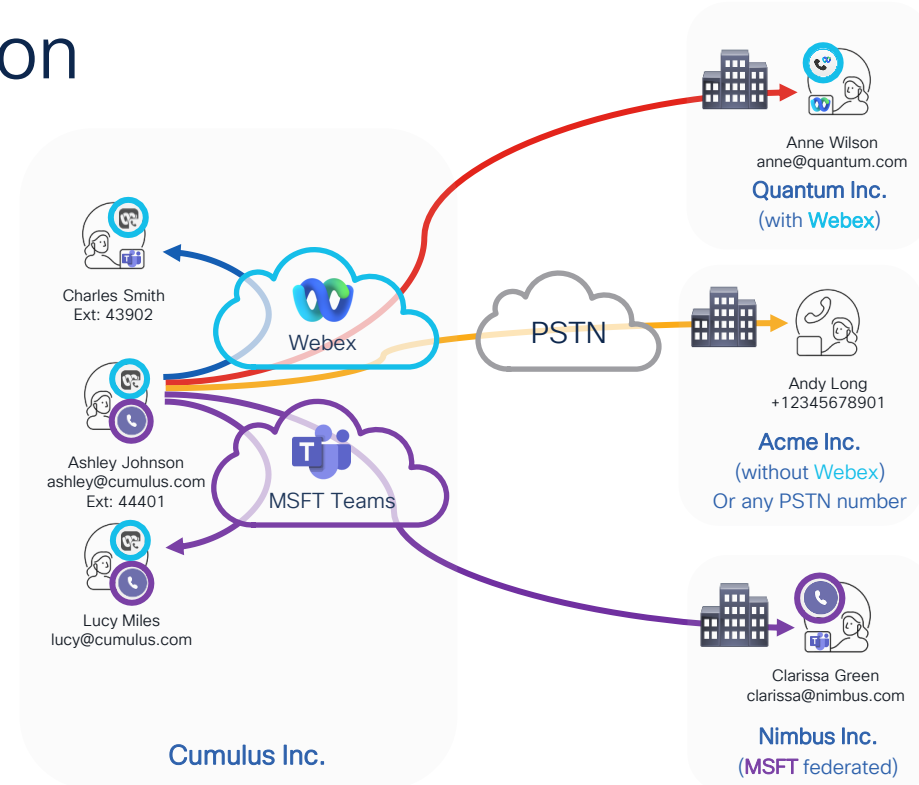 on
Anne Wilson
anne@quantum.com
Quantum Inc.
(with Webex)
Charles Smith
Ext: 43902
Webex
PSTN
Andy Long
+12345678901
Acme Inc.
(without Webex)
Or any PSTN number
Ashley Johnson
ashley@cumulus.com
Ext: 44401
T
MSFT Teams
Lucy Miles
lucy@cumulus.com
Clarissa Green
clarissa@nimbus.com
Nimbus Inc.
(MSFT federated)
Cumulus Inc.